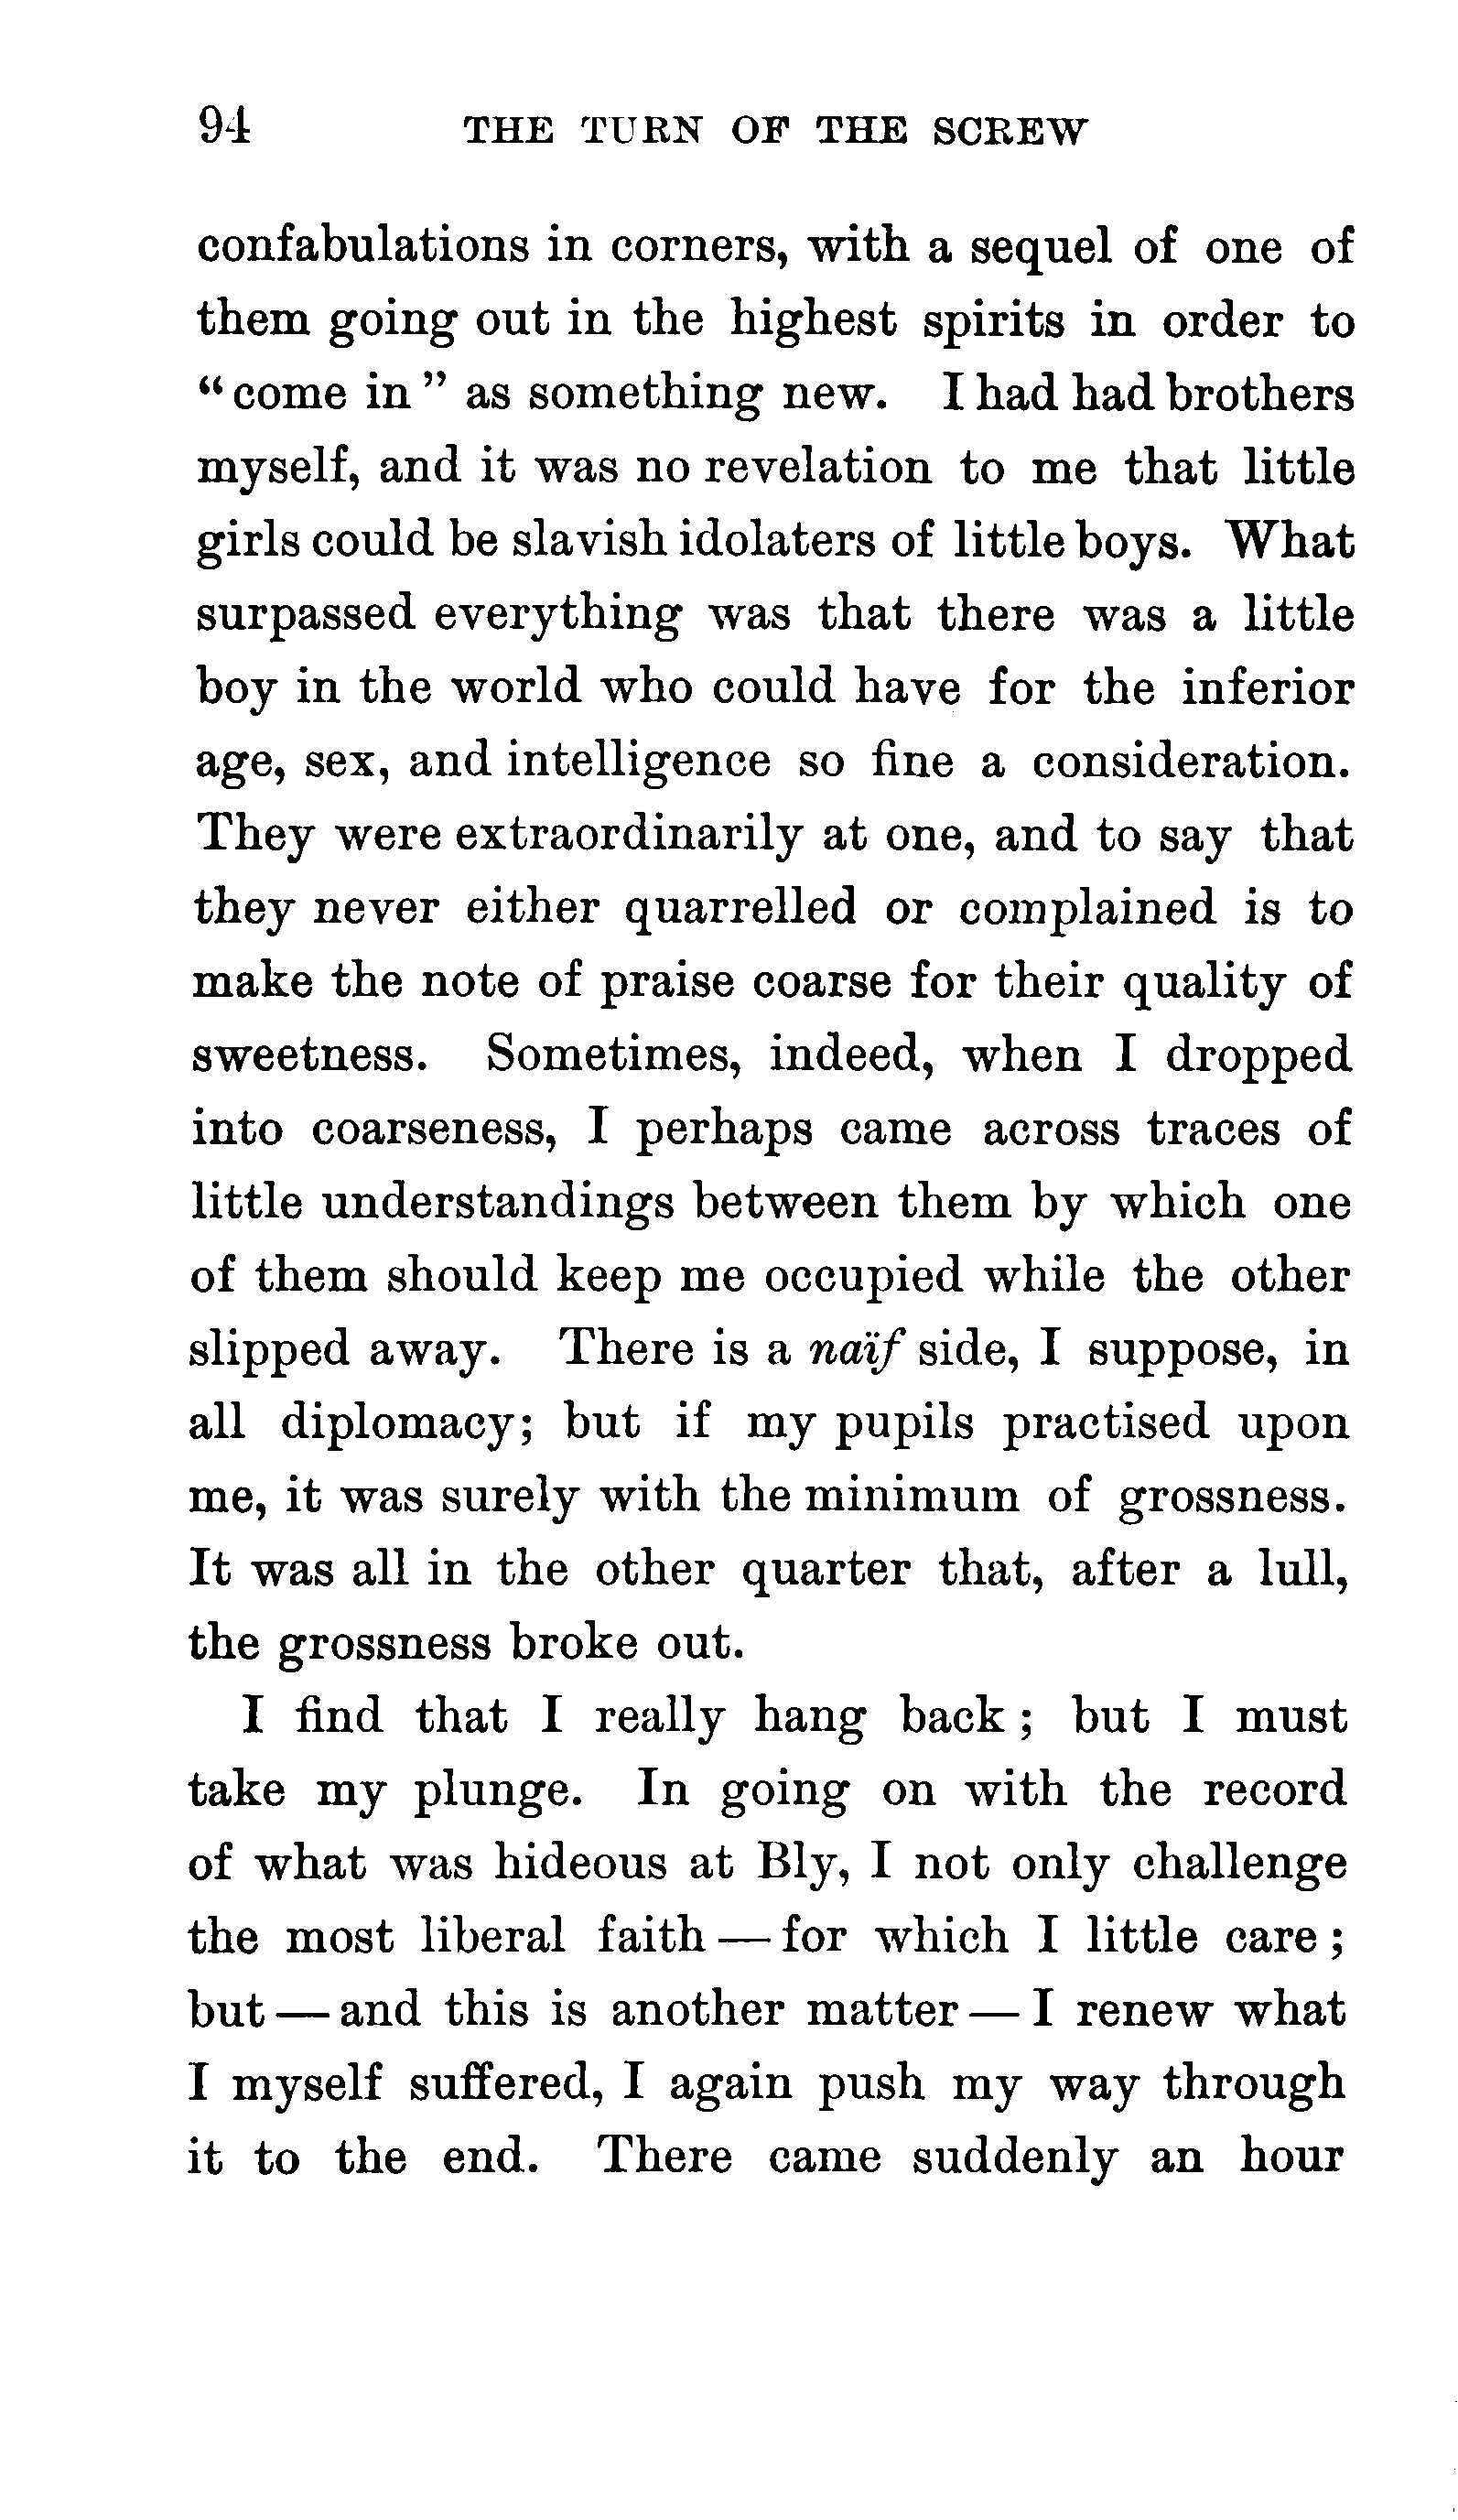 94 THE TURN OF THE SCREW
confabulations in corners, with a sequel of one of
them going out in the highest spirits in order to
“come in” as something new. I had had brothers
myself, and it was no revelation to me that little
girls could be slavish idolaters of little boys. What
surpassed everything was that there was a little
boy in the world who could have for the inferior
age, sex, and intelligence so fine a consideration.
They were extraordinarily at one, and to say that
they never either quarrelled or complained is to
make the note of praise coarse for their quality of
sweetness. Sometimes, indeed, when I dropped
into coarseness, I perhaps came across traces of
little understandings between them by which one
of them should keep me occupied while the other
slipped away. There is a naïf side, I suppose, in
all diplomacy; but if my pupils practised upon
me, it was surely with the minimum of grossness.
It was all in the other quarter that, after a lull,
the grossness broke out.
I find that I really hang back; but I must
take my plunge. In going on with the record
of what was hideous at Bly, I not only challenge
the most liberal faith — for which I little care;
but — and this is another matter — I renew what
I myself suffered, I again push my way through
it to the end. There came suddenly an hour